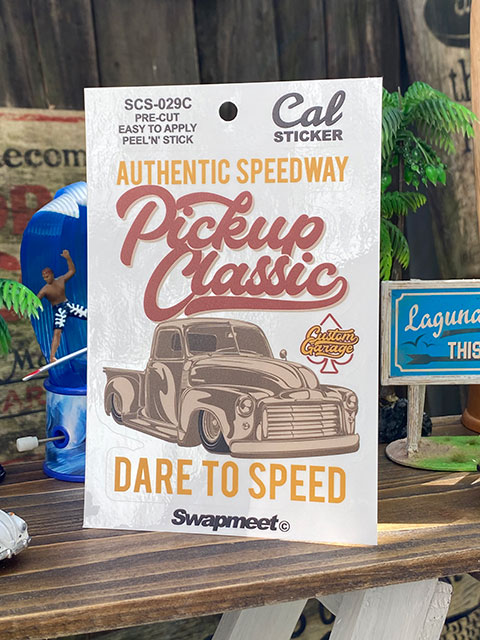 SCS-029C
PRE-CUT
EASY TO APPLY
PEEL'N' STICK
Cal
STICKER
AUTHENTIC SPEEDWAY
Pickup
Classic
Custom
Garage
DARE TO SPEED
Swapmeet©
Laguna
THIS
ecom